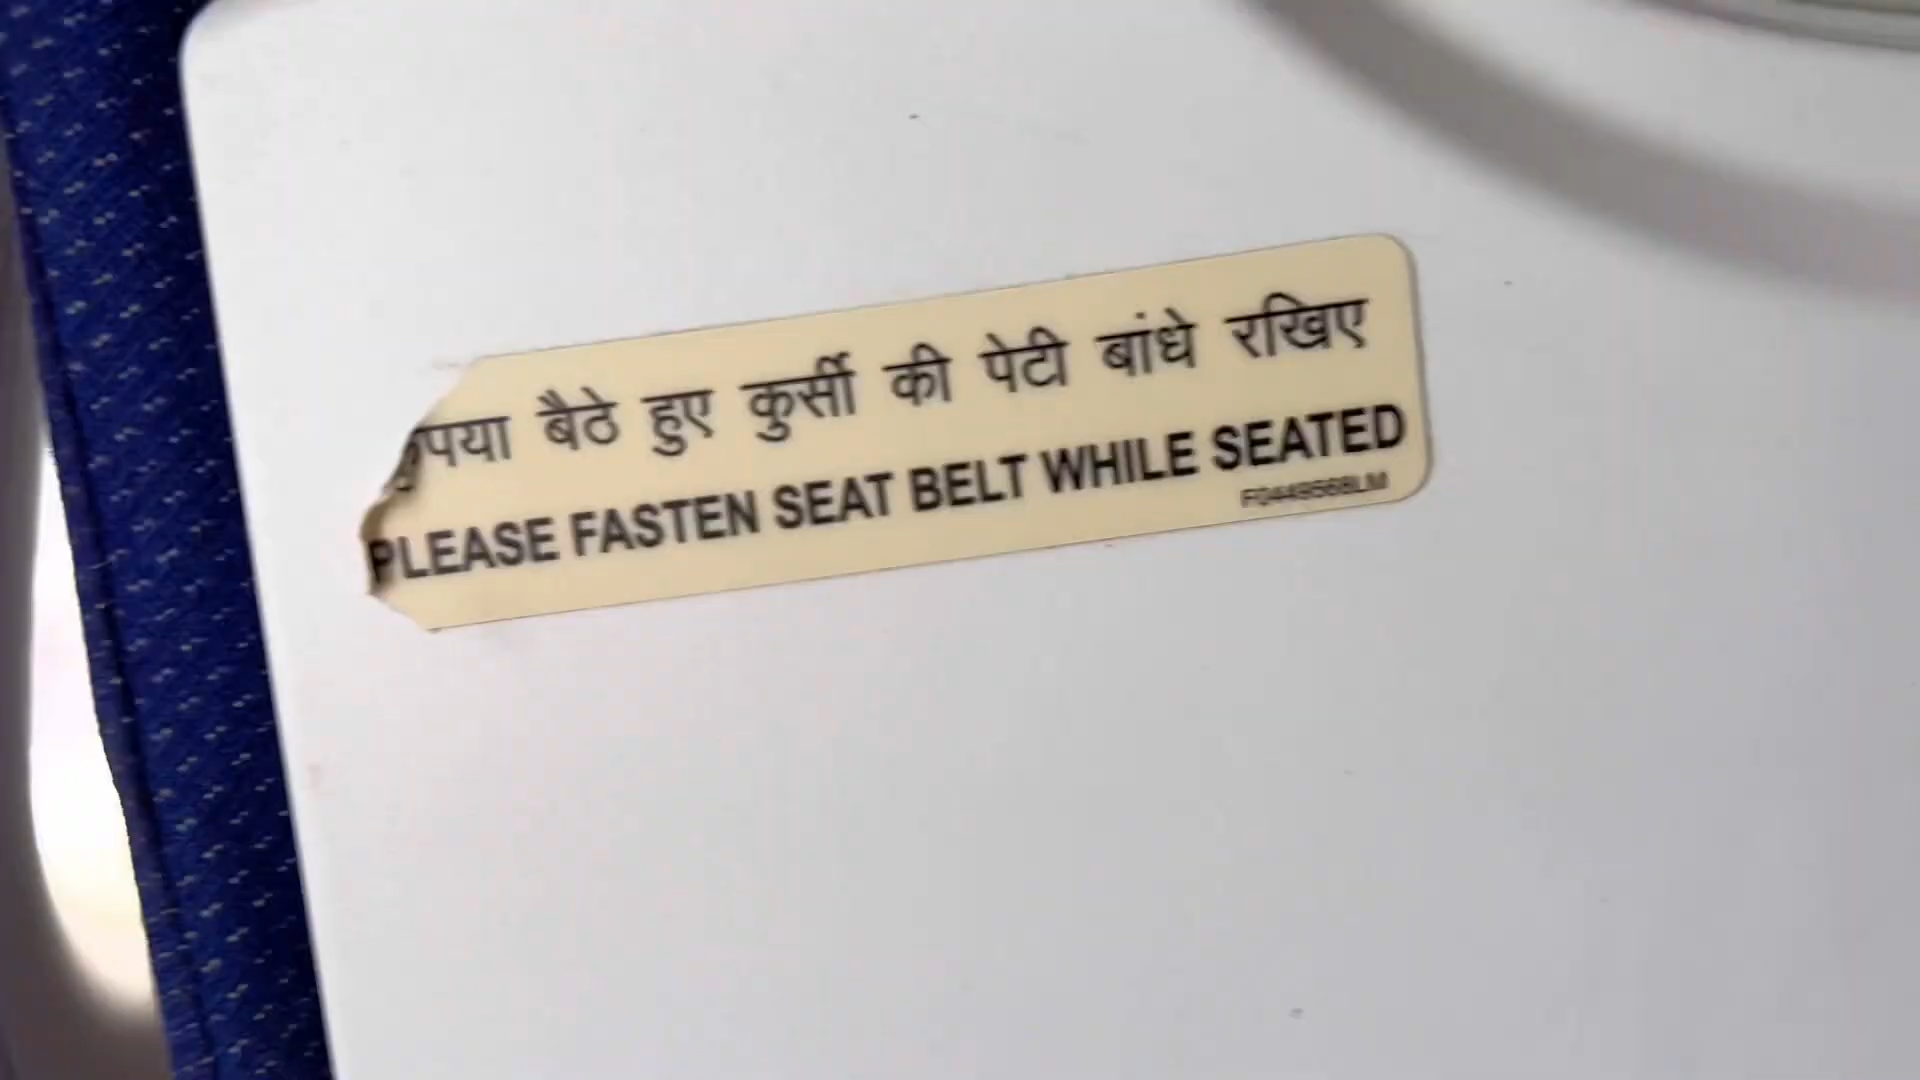 कृपया बैठे हुए कुर्सी की पेटी बांधे रखिए
PLEASE FASTEN SEAT BELT WHILE SEATED